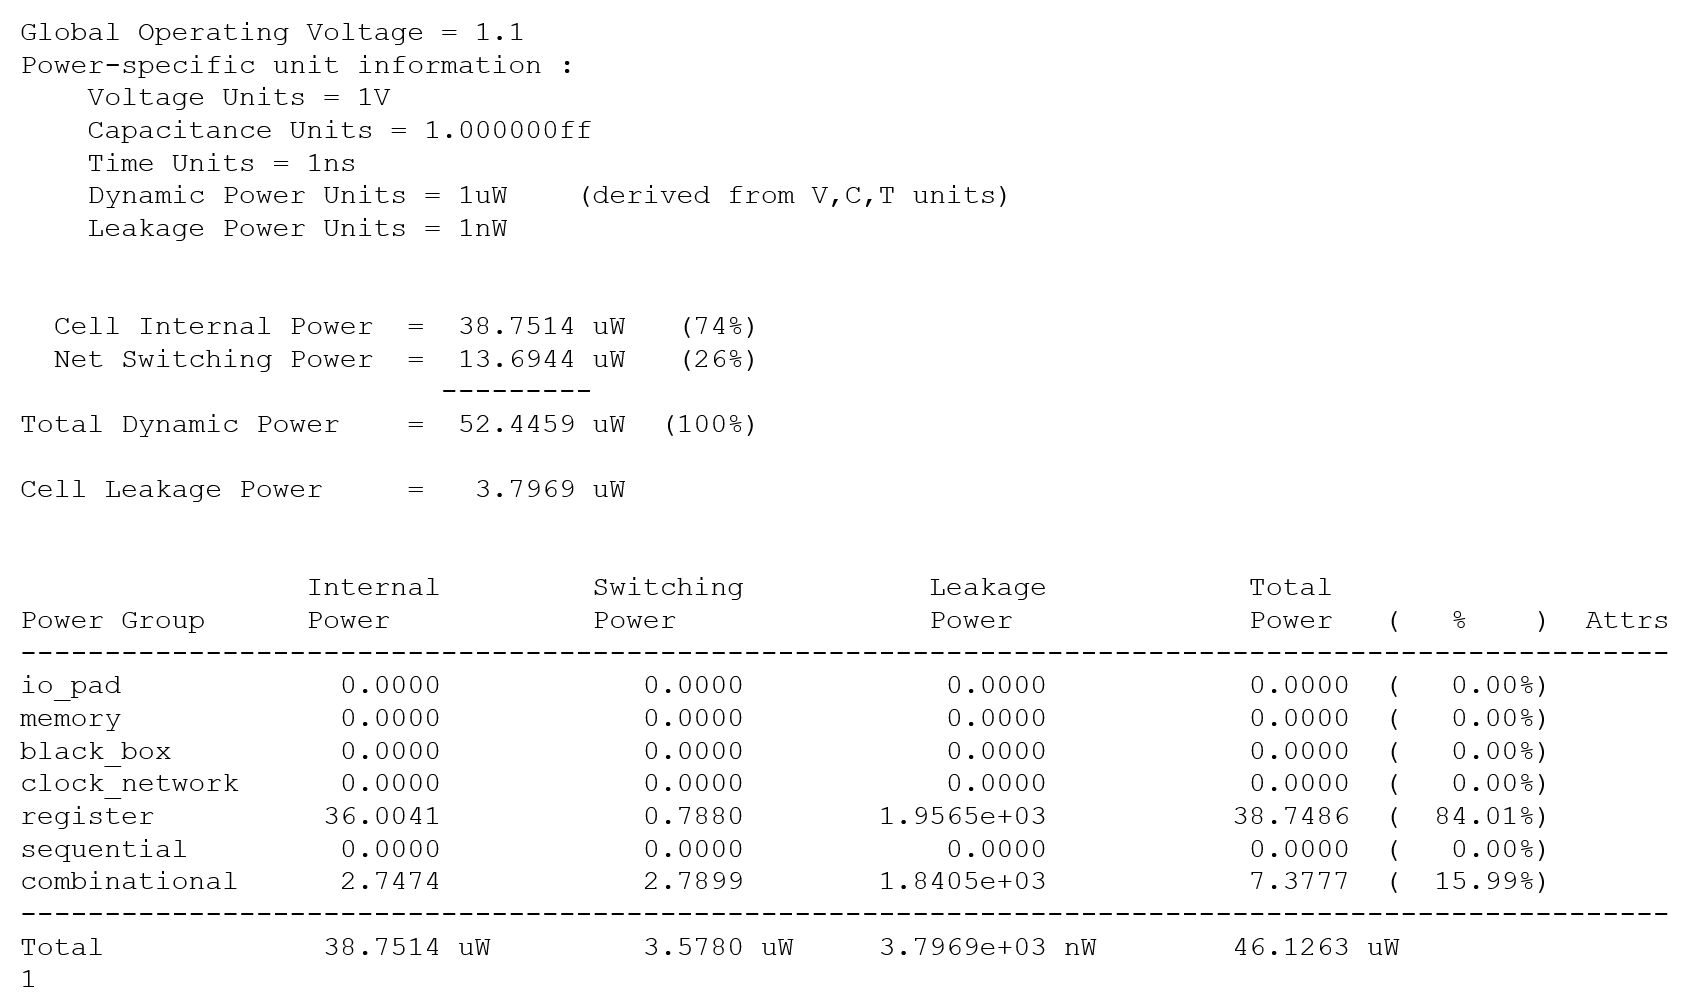 Global Operating Voltage = 1.1
Power-specific unit information :
    Voltage Units = 1V
    Capacitance Units = 1.000000ff
    Time Units = 1ns
    Dynamic Power Units = 1uW    (derived from V,C,T units)
    Leakage Power Units = 1nW
  Cell Internal Power  =  38.7514 uW   (74%)
  Net Switching Power  =  13.6944 uW   (26%)
                         ---------
Total Dynamic Power    =  52.4459 uW  (100%)
Cell Leakage Power     =   3.7969 uW
                 Internal         Switching           Leakage            Total
Power Group      Power            Power               Power              Power   (   %    )  Attrs
--------------------------------------------------------------------------------------------------
io_pad             0.0000            0.0000            0.0000            0.0000  (   0.00%)
memory             0.0000            0.0000            0.0000            0.0000  (   0.00%)
black_box          0.0000            0.0000            0.0000            0.0000  (   0.00%)
clock_network      0.0000            0.0000            0.0000            0.0000  (   0.00%)
register          36.0041            0.7880        1.9565e+03           38.7486  (  84.01%)
sequential         0.0000            0.0000            0.0000            0.0000  (   0.00%)
combinational      2.7474            2.7899        1.8405e+03            7.3777  (  15.99%)
--------------------------------------------------------------------------------------------------
Total             38.7514 uW         3.5780 uW     3.7969e+03 nW        46.1263 uW
1